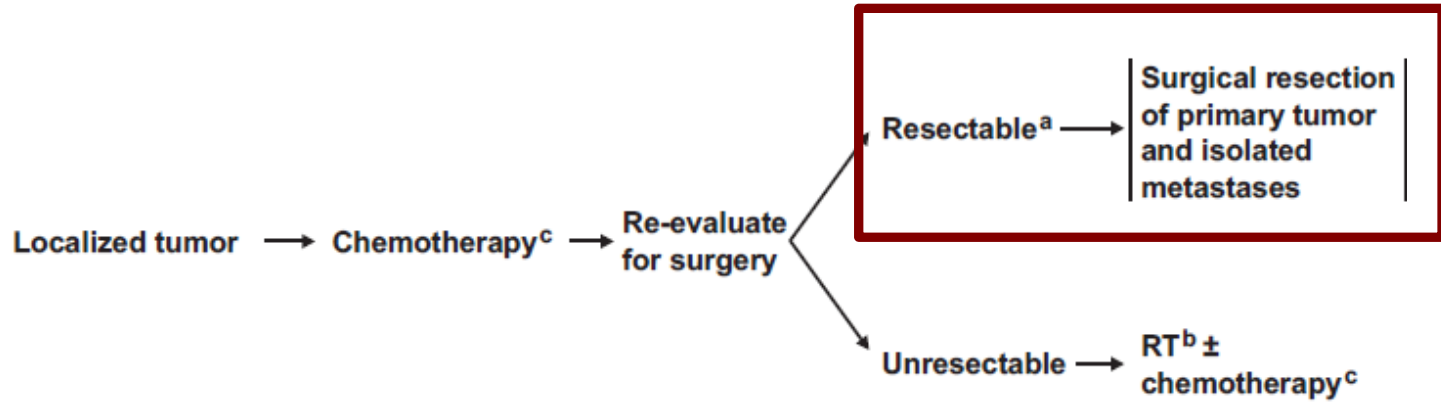 Localized tumor
Chemotherapyᶜ
Re-evaluate
for surgery
Resectableᵃ
Surgical resection
of primary tumor
and isolated
metastases
Unresectable
RTᵇ ±
chemotherapyᶜ